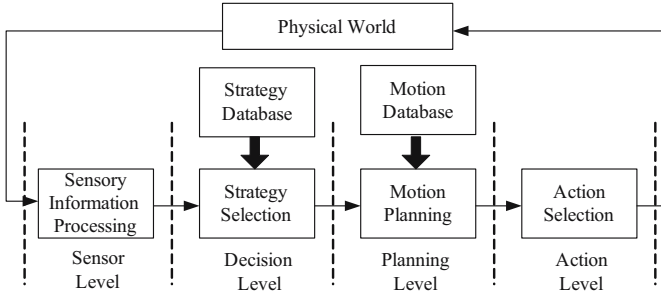 Physical World
Strategy
Database
Motion
Database
Sensory
Information
Processing
Strategy
Selection
Motion
Planning
Action
Selection
Sensor
Level
Decision
Level
Planning
Level
Action
Level